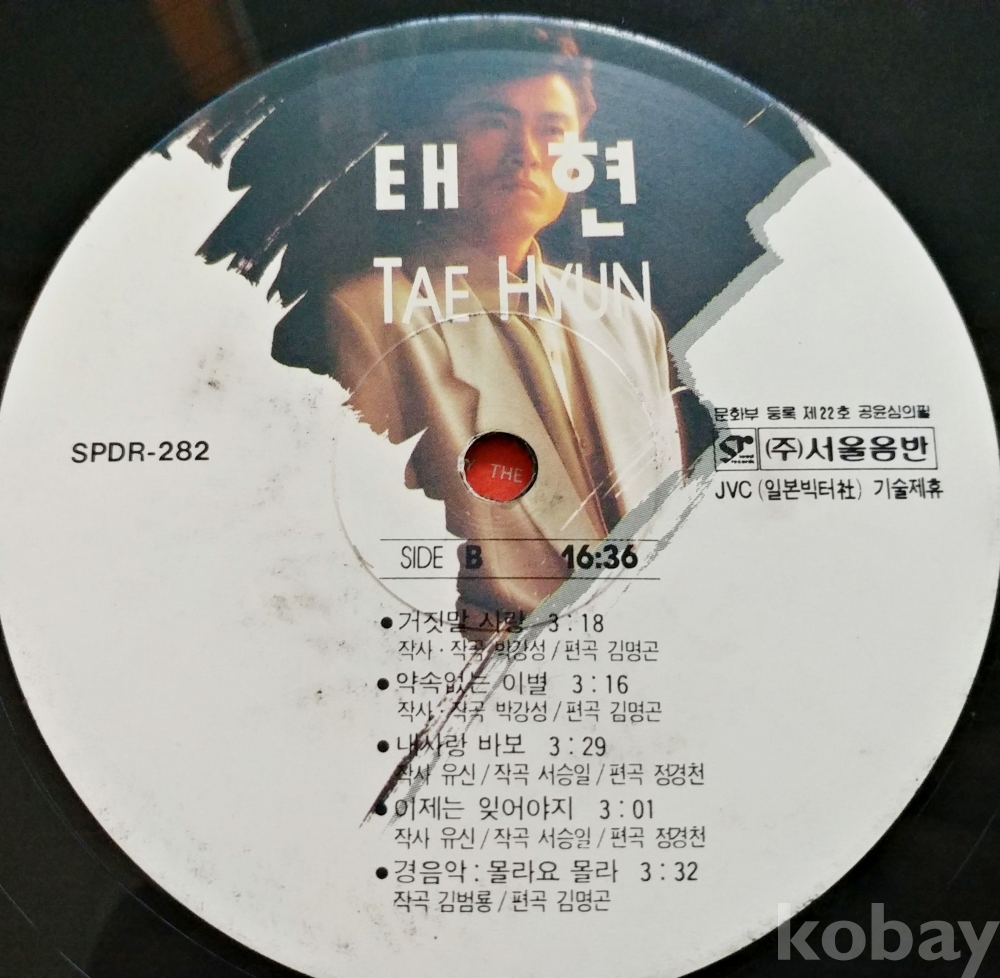 태 현
TAE HYUN
SPDR-282
문화부 등록 제22호 공윤심의필
(주)서울음반
JVC (일본빅터社) 기술제휴
THE
SIDE B 16:36
●거짓말 사랑 3:18
작사·작곡 박강성/편곡 김명곤
●약속없는 이별 3:16
작사·작곡 박강성/편곡 김명곤
●내사랑 바보 3:29
작사 유신/작곡 서승일/편곡 정경천
●이제는 잊어야지 3:01
작사 유신/작곡 서승일/편곡 정경천
●경음악:몰라요 몰라 3:32
작곡 김범룡/편곡 김명곤
kobay